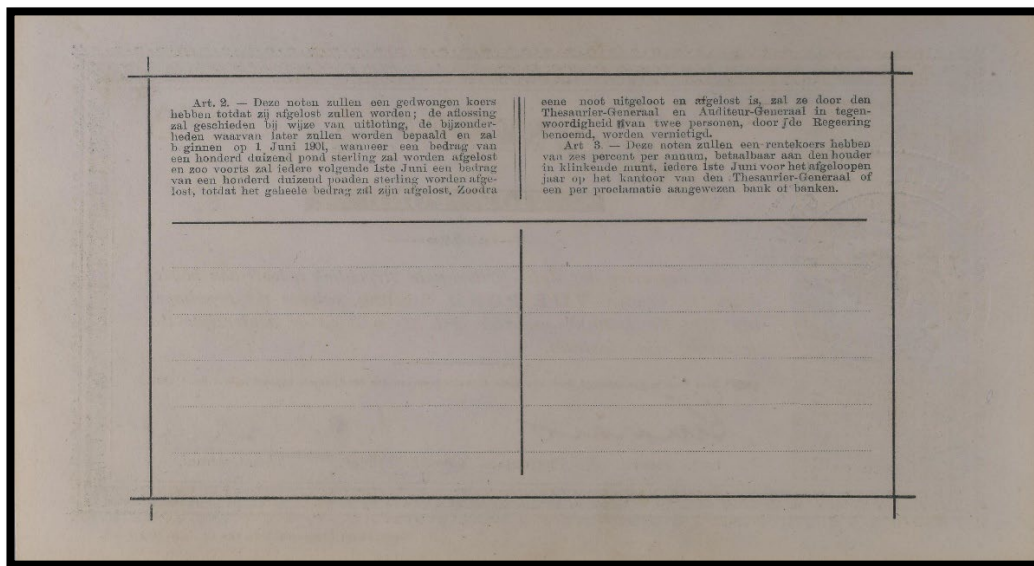 Art. 2. — Deze noten zullen een gedwongen koers
hebben totdat zij afgelost zullen worden; de aflossing
zal geschieden bij wijze van uitloting, de bijzonder-
heden waarvan later zullen worden bepaald en zal
b ginnen op 1 Juni 1901, wanneer een bedrag van
een honderd duizend pond sterling zal worden afgelost
en zoo voorts zal iedere volgende 1ste Juni een bedrag
van een honderd duizend ponden sterling worden afge-
lost, totdat het geheele bedrag zal zijn afgelost, Zoodra
eene noot uitgeloot en afgelost is, zal ze door den
Thesaurier-Generaal en Auditeur-Generaal in tegen-
woordigheid van twee personen, door de Regeering
benoemd, worden vernietigd.
Art 3. — Deze noten zullen een rentekoers hebben
van zes percent per annum, betaalbaar aan den houder
in klinkende munt, iedere 1ste Juni voor het afgeloopen
jaar op het kantoor van den Thesaurier-Generaal of
een per proclamatie aangewezen bank of banken.